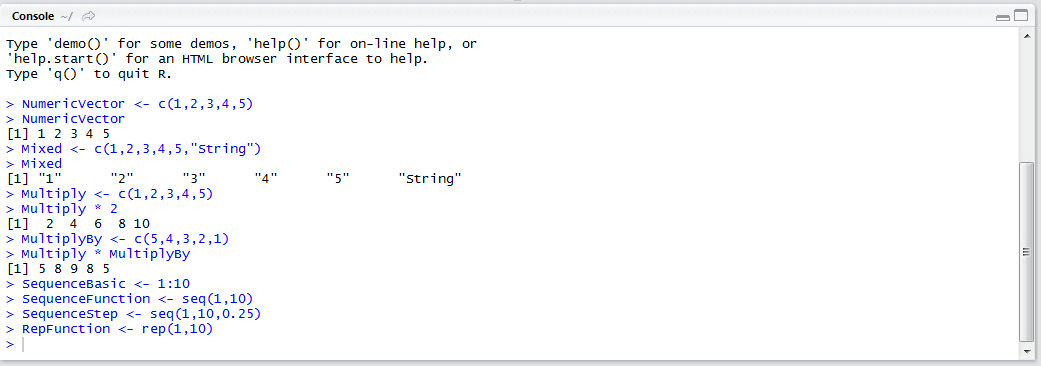 Console ~/
Type 'demo()' for some demos, 'help()' for on-line help, or
'help.start()' for an HTML browser interface to help.
Type 'q()' to quit R.
> NumericVector <- c(1,2,3,4,5)
> NumericVector
[1] 1 2 3 4 5
> Mixed <- c(1,2,3,4,5,"String")
> Mixed
[1] "1"      "2"      "3"      "4"      "5"      "String"
> Multiply <- c(1,2,3,4,5)
> Multiply * 2
[1]  2  4  6  8 10
> MultiplyBy <- c(5,4,3,2,1)
> Multiply * MultiplyBy
[1] 5 8 9 8 5
> SequenceBasic <- 1:10
> SequenceFunction <- seq(1,10)
> SequenceStep <- seq(1,10,0.25)
> RepFunction <- rep(1,10)
>